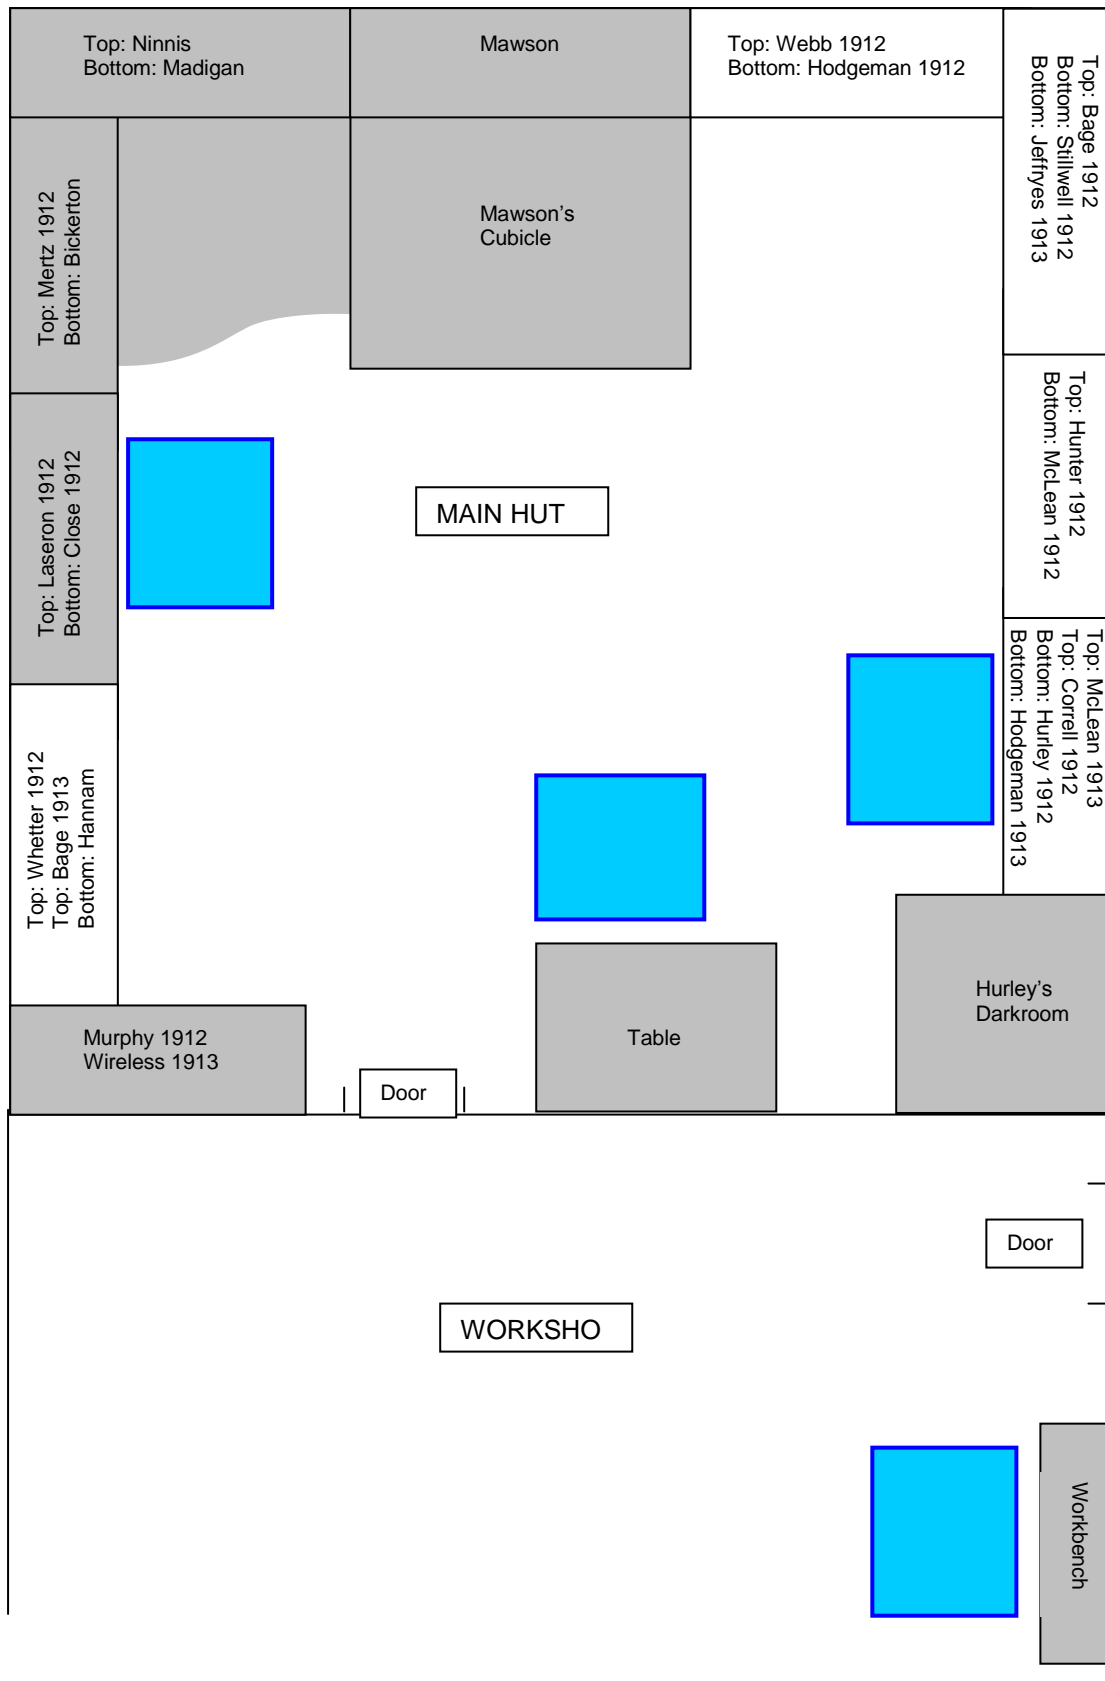 Top: Ninnis
Bottom: Madigan
Mawson
Top: Webb 1912
Bottom: Hodgeman 1912
Top: Bage 1912
Bottom: Stillwell 1912
Bottom: Jeffryes 1913
Top: Mertz 1912
Bottom: Bickerton
Mawson's
Cubicle
Top: Hunter 1912
Bottom: McLean 1912
Top: Laseron 1912
Bottom: Close 1912
MAIN HUT
Top: McLean 1913
Top: Correll 1912
Bottom: Hurley 1912
Bottom: Hodgeman 1913
Top: Whetter 1912
Top: Bage 1913
Bottom: Hannam
Hurley's
Darkroom
Murphy 1912
Wireless 1913
Table
Door
Door
WORKSHO
Workbench